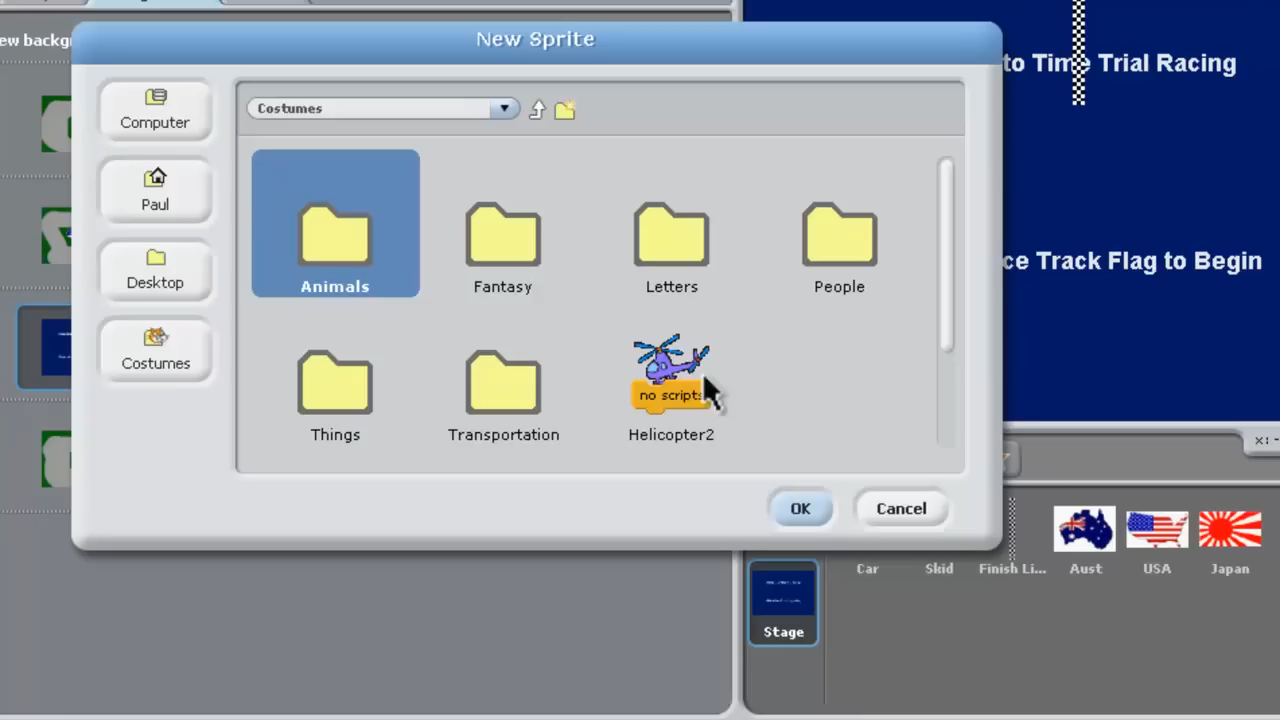 New Sprite
ew backg
Computer
Costumes
to Time Trial Racing
Paul
Desktop
Costumes
Animals
Fantasy
Letters
People
ce Track Flag to Begin
no scripts
Things
Transportation
Helicopter2
x: -
OK
Cancel
Car
Skid
Finish Li...
Aust
USA
Japan
Stage